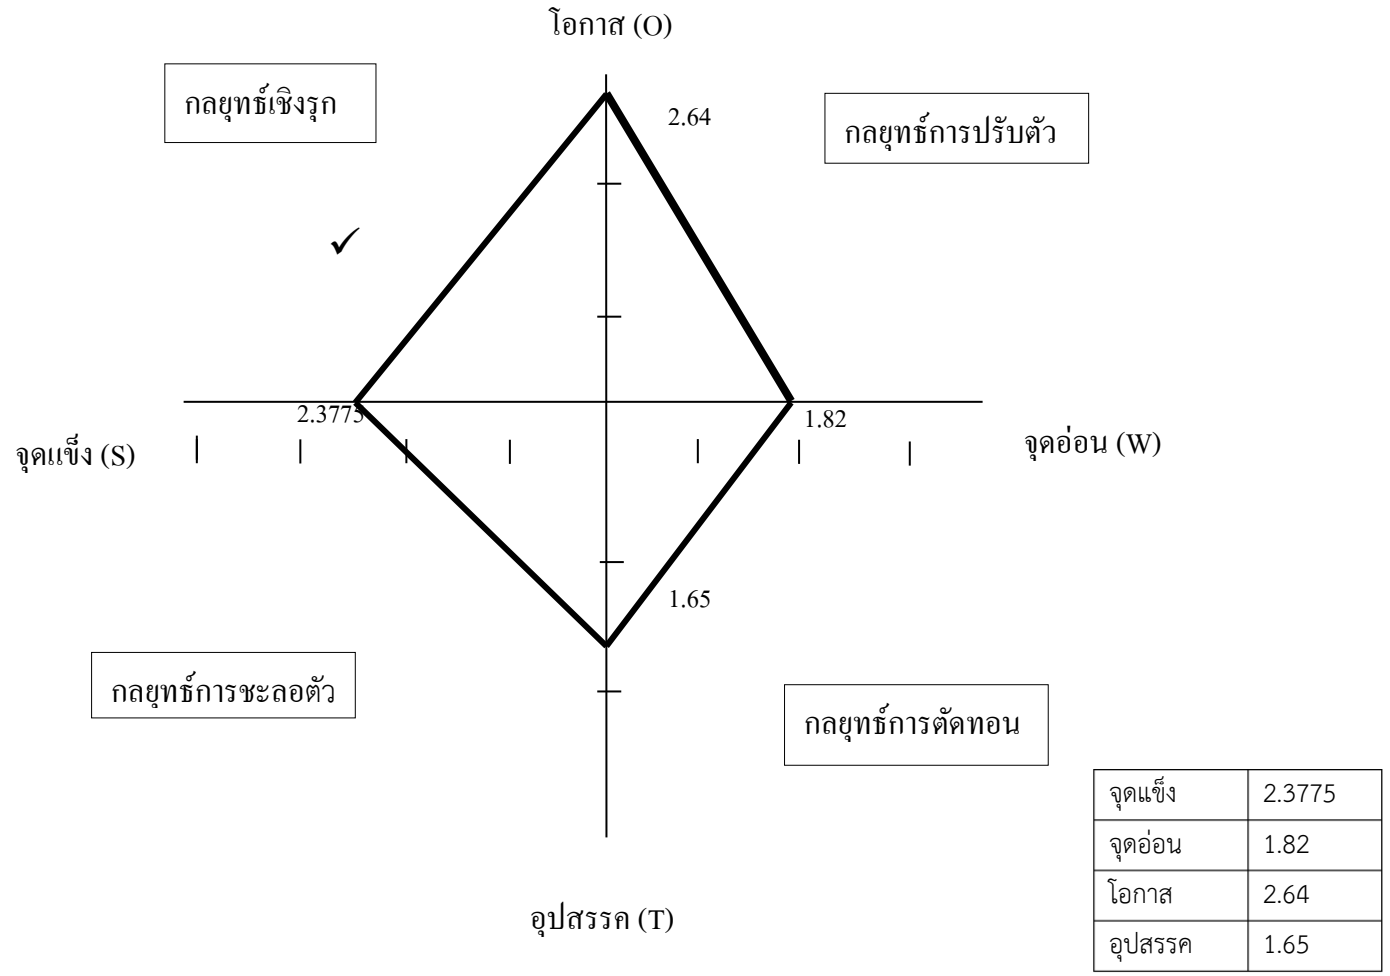 โอกาส (O)
กลยุทธ์เชิงรุก
2.64
กลยุทธ์การปรับตัว
✓
2.3775
1.82
จุดแข็ง (S)
จุดอ่อน (W)
1.65
กลยุทธ์การชะลอตัว
กลยุทธ์การตัดทอน
อุปสรรค (T)
จุดแข็ง 2.3775
จุดอ่อน 1.82
โอกาส 2.64
อุปสรรค 1.65